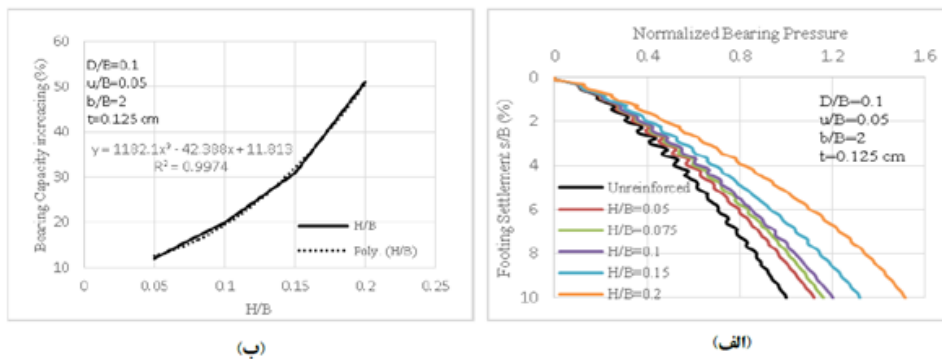 60
50
40
30
20
10
Bearing Capacity increasing (%)
D/B=0.1
u/B=0.05
b/B=2
t=0.125 cm
y = 1182.1x² - 42.388x + 11.813
R² = 0.9974
H/B
Poly. (H/B)
0 0.05 0.1 0.15 0.2 0.25
H/B
(ب)
Normalized Bearing Pressure
0 0.4 0.8 1.2 1.6
0
2
4
6
8
10
Footing Settlement s/B (%)
D/B=0.1
u/B=0.05
b/B=2
t=0.125 cm
Unreinforced
H/B=0.05
H/B=0.075
H/B=0.1
H/B=0.15
H/B=0.2
(الف)